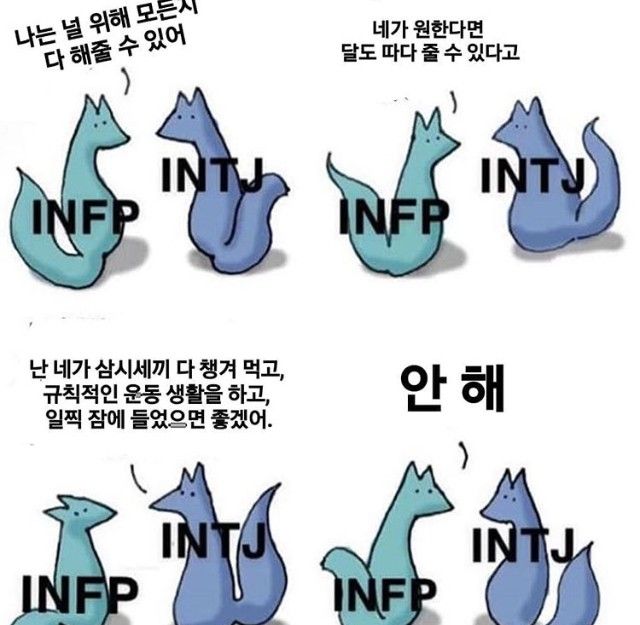 나는 널 위해 모든지
다 해줄 수 있어
INFP
INTJ
네가 원한다면
달도 따다 줄 수 있다고
INFP
INTJ
난 네가 삼시세끼 다 챙겨 먹고,
규칙적인 운동 생활을 하고,
일찍 잠에 들었으면 좋겠어.
INFP
INTJ
안 해
INFP
INTJ